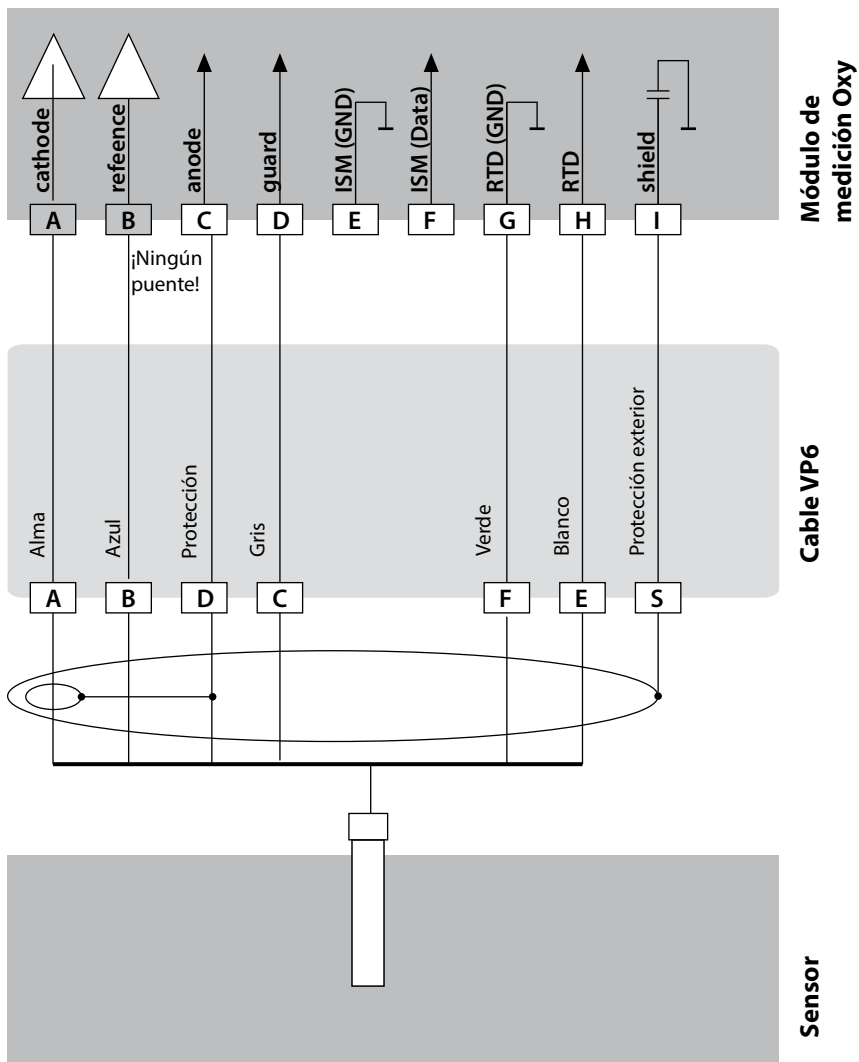 cathode
refeence
anode
guard
ISM (GND)
ISM (Data)
RTD (GND)
RTD
shield
A
B
C
D
E
F
G
H
I
Módulo de
medición Oxy
¡Ningún
puente!
Alma
Azul
Protección
Gris
Verde
Blanco
Protección exterior
Cable VP6
A
B
D
C
F
E
S
Sensor